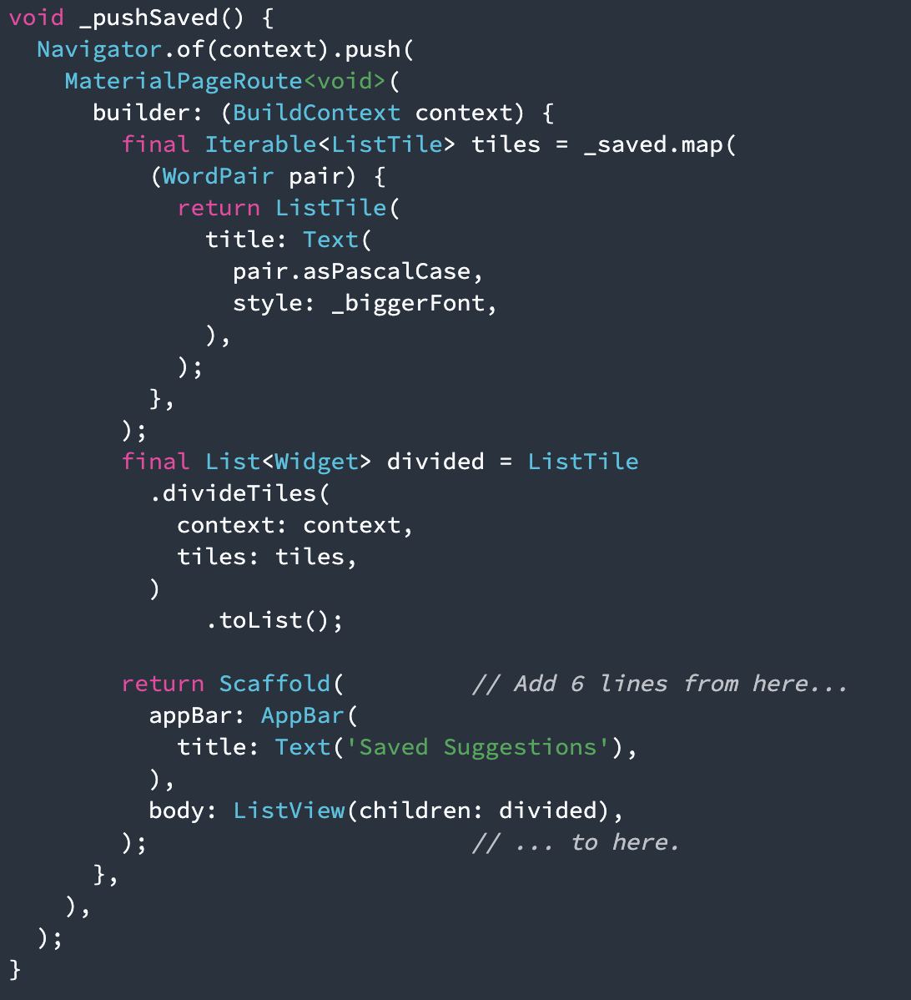 void _pushSaved() {
  Navigator.of(context).push(
    MaterialPageRoute<void>(
      builder: (BuildContext context) {
        final Iterable<ListTile> tiles = _saved.map(
          (WordPair pair) {
            return ListTile(
              title: Text(
                pair.asPascalCase,
                style: _biggerFont,
              ),
            );
          },
        );
        final List<Widget> divided = ListTile
          .divideTiles(
            context: context,
            tiles: tiles,
          )
              .toList();

        return Scaffold(         // Add 6 lines from here...
          appBar: AppBar(
            title: Text('Saved Suggestions'),
          ),
          body: ListView(children: divided),
        );                       // ... to here.
      },
    ),
  );
}